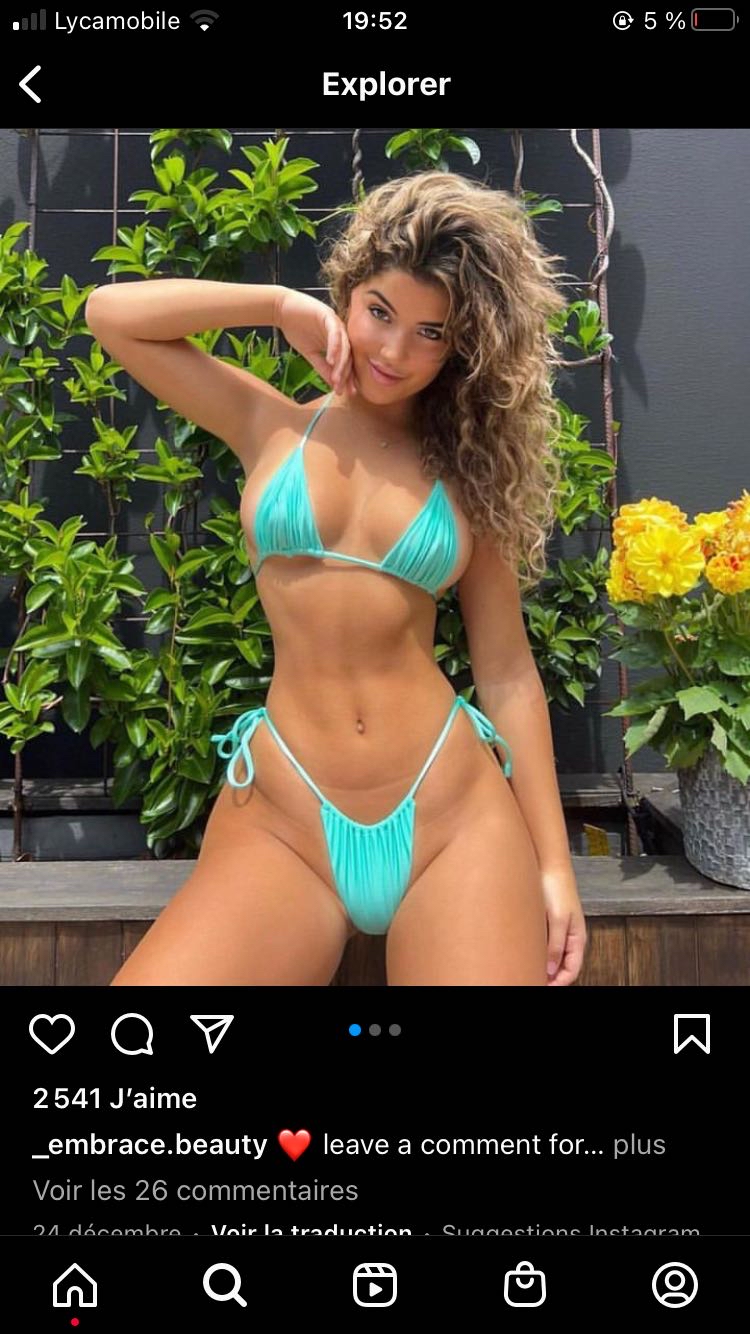 Lycamobile 19:52 5 %
Explorer
2 541 J’aime
_embrace.beauty ❤️ leave a comment for... plus
Voir les 26 commentaires
24 décembre · Voir la traduction · Suggestions Instagram